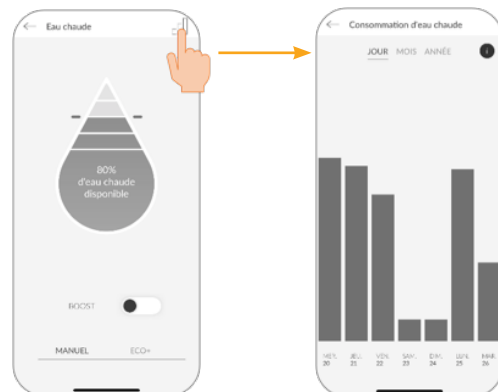 Eau chaude
80%
d'eau chaude
disponible
BOOST
MANUEL ECO+
Consommation d'eau chaude
JOUR MOIS ANNÉE
i
MER. JEU. VEN. SAM. DIM. LUN. MAR.
20 21 22 23 24 25 26